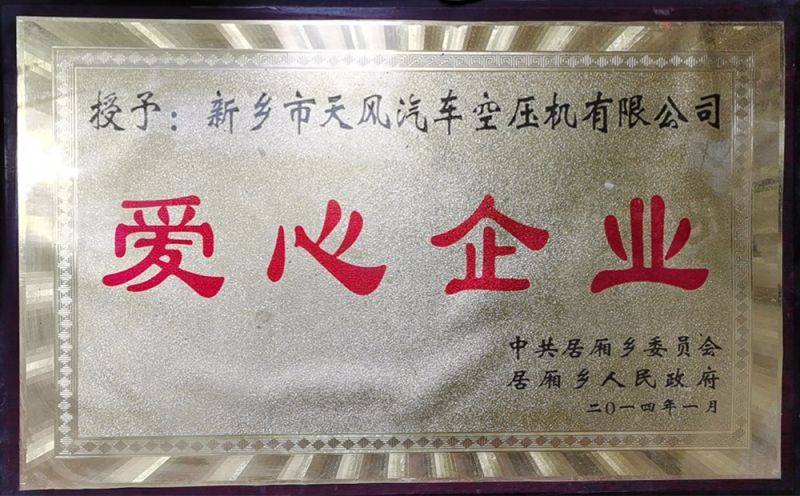 授予：新乡市天风汽车空压机有限公司
爱心企业
中共居厢乡委员会
居厢乡人民政府
二〇一四年一月